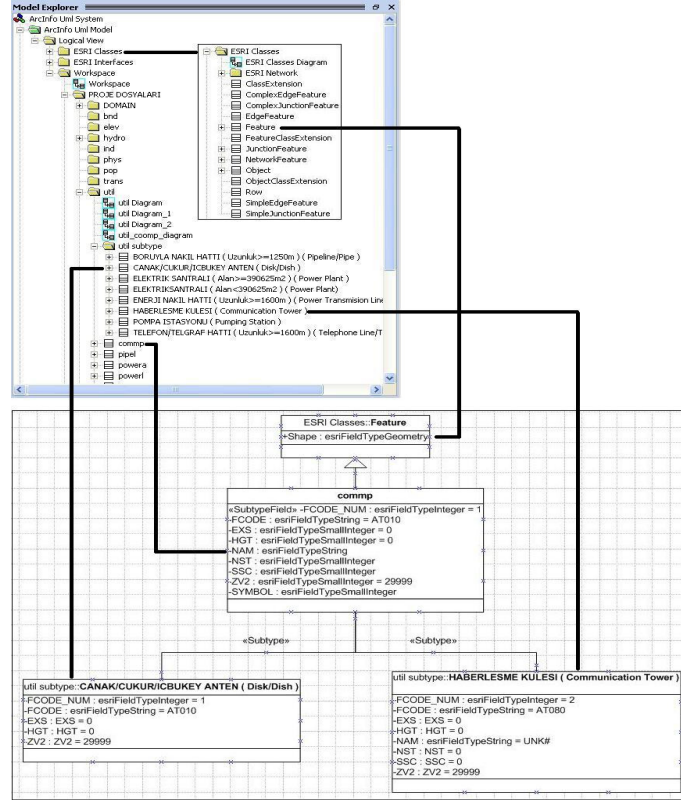 Model Explorer
ArcInfo Uml System
ArcInfo Uml Model
Logical View
ESRI Classes
ESRI Interfaces
Workspace
Workspace
PROJE DOSYALARI
DOMAIN
bnd
elev
hydro
ind
phys
pop
trans
util
util Diagram
util Diagram_1
util Diagram_2
util_coomp_diagram
util subtype
BORUYLA NAKIL HATTI ( Uzunluk>=1250m ) ( Pipeline/Pipe )
CANAK/CUKUR/ICBUKEY ANTEN ( Disk/Dish )
ELEKTRIK SANTRALI ( Alan>=390625m2 ) ( Power Plant )
ELEKTRIKSANTRALI ( Alan<390625m2 ) ( Power Plant)
ENERJI NAKIL HATTI ( Uzunluk>=1600m ) ( Power Transmision Line
HABERLESME KULESI ( Communication Tower )
POMPA ISTASYONU ( Pumping Station )
TELEFON/TELGRAF HATTI ( Uzunluk>=1600m ) ( Telephone Line/T
commp
pipel
powera
powerl
ESRI Classes
ESRI Classes Diagram
ESRI Network
ClassExtension
ComplexEdgeFeature
ComplexJunctionFeature
EdgeFeature
Feature
FeatureClassExtension
JunctionFeature
NetworkFeature
Object
ObjectClassExtension
Row
SimpleEdgeFeature
SimpleJunctionFeature
ESRI Classes::Feature
+Shape : esriFieldTypeGeometry
commp
«SubtypeField» -FCODE_NUM : esriFieldTypeInteger = 1
-FCODE : esriFieldTypeString = AT010
-EXS : esriFieldTypeSmallInteger = 0
-HGT : esriFieldTypeSmallInteger = 0
-NAM : esriFieldTypeString
-NST : esriFieldTypeSmallInteger
-SSC : esriFieldTypeSmallInteger
-ZV2 : esriFieldTypeSmallInteger = 29999
-SYMBOL : esriFieldTypeSmallInteger
«Subtype»
«Subtype»
util subtype::CANAK/CUKUR/ICBUKEY ANTEN ( Disk/Dish )
-FCODE_NUM : esriFieldTypeInteger = 1
-FCODE : esriFieldTypeString = AT010
-EXS : EXS = 0
-HGT : HGT = 0
-ZV2 : ZV2 = 29999
util subtype::HABERLESME KULESI ( Communication Tower )
-FCODE_NUM : esriFieldTypeInteger = 2
-FCODE : esriFieldTypeString = AT080
-EXS : EXS = 0
-HGT : HGT = 0
-NAM : esriFieldTypeString = UNK#
-NST : NST = 0
-SSC : SSC = 0
-ZV2 : ZV2 = 29999